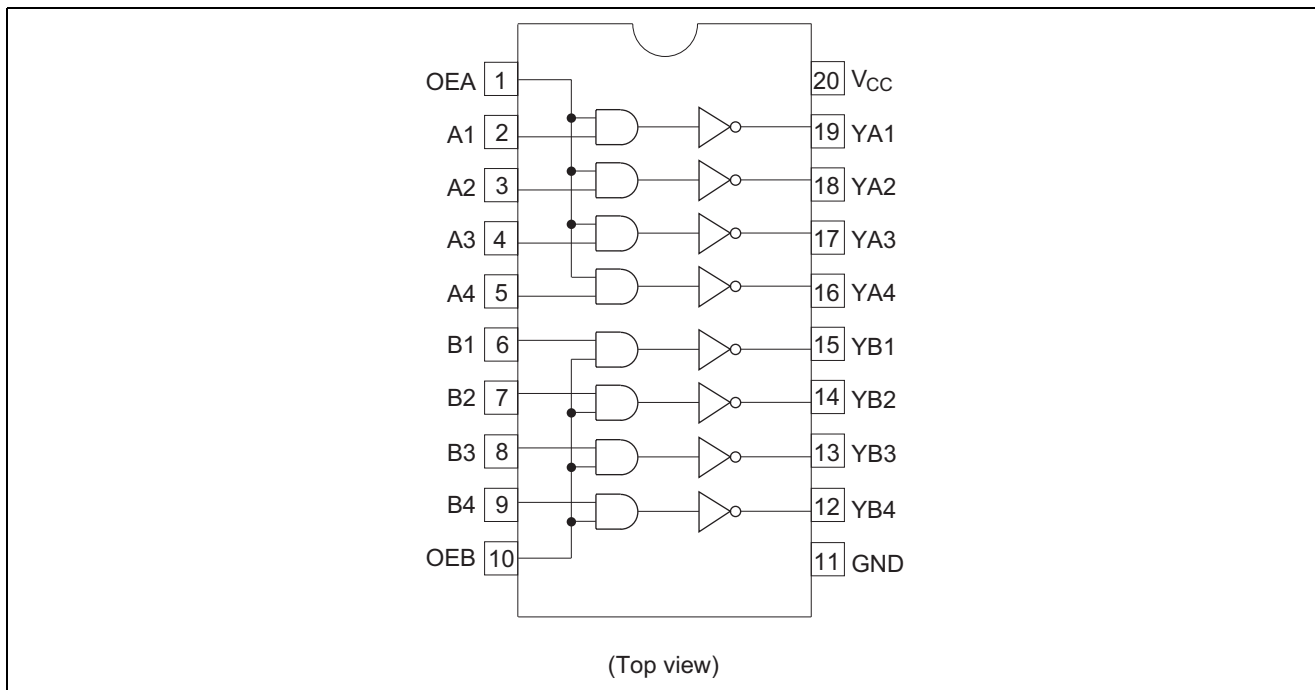 OEA 1 20 VCC
A1 2 19 YA1
A2 3 18 YA2
A3 4 17 YA3
A4 5 16 YA4
B1 6 15 YB1
B2 7 14 YB2
B3 8 13 YB3
B4 9 12 YB4
OEB 10 11 GND
(Top view)